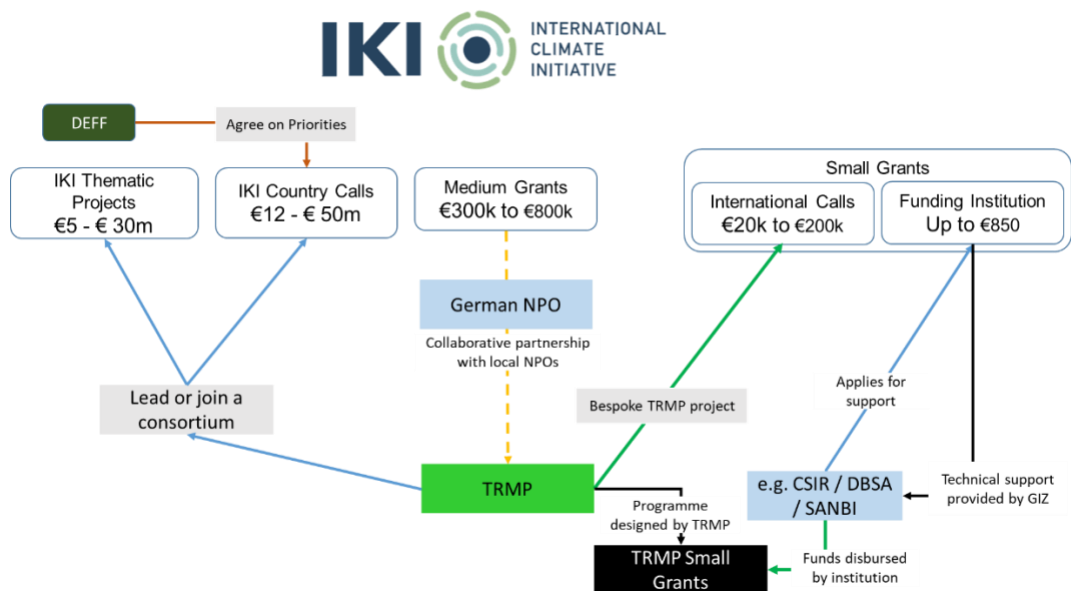 IKI
INTERNATIONAL
CLIMATE
INITIATIVE
DEFF
Agree on Priorities
IKI Thematic
Projects
€5 - € 30m
IKI Country Calls
€12 - € 50m
Medium Grants
€300k to €800k
Small Grants
International Calls
€20k to €200k
Funding Institution
Up to €850
German NPO
Collaborative partnership
with local NPOs
Lead or join a
consortium
Bespoke TRMP project
Applies for
support
TRMP
e.g. CSIR / DBSA
/ SANBI
Technical support
provided by GIZ
Programme
designed by TRMP
TRMP Small
Grants
Funds disbursed
by institution